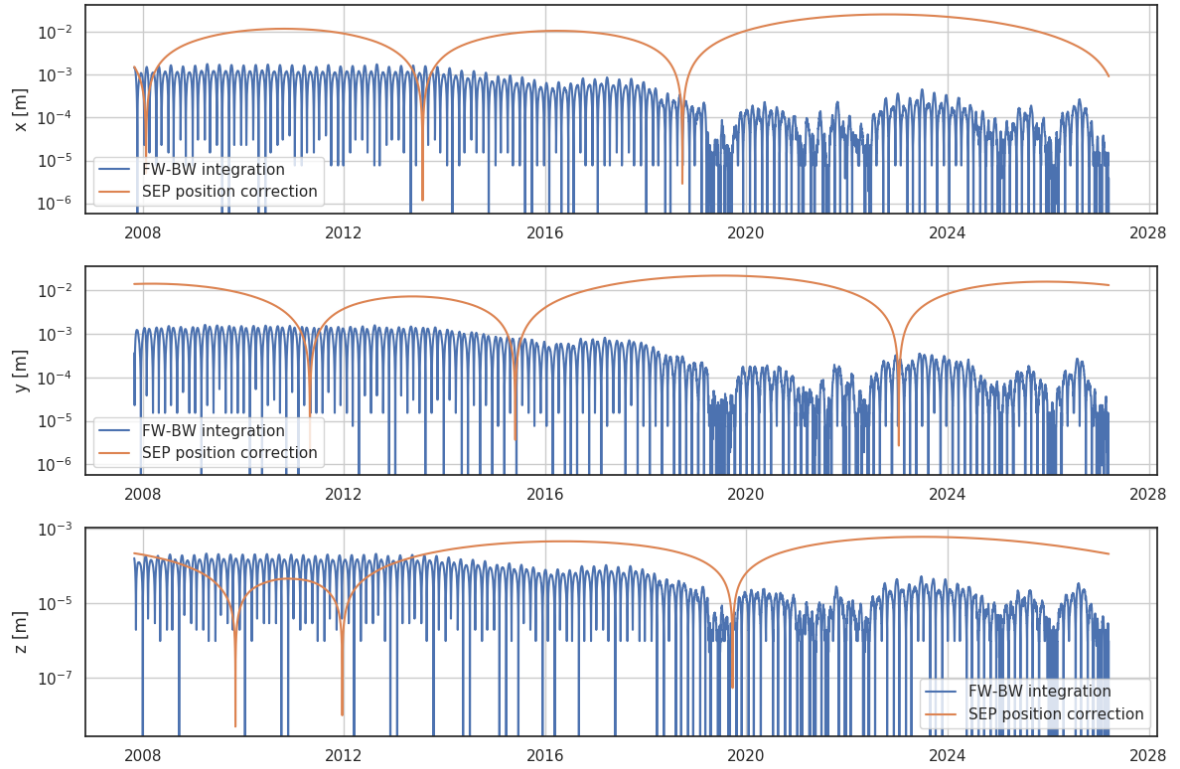 x [m]
10⁻²
10⁻³
10⁻⁴
10⁻⁵
10⁻⁶
FW-BW integration
SEP position correction
2008 2012 2016 2020 2024 2028
y [m]
10⁻²
10⁻³
10⁻⁴
10⁻⁵
10⁻⁶
FW-BW integration
SEP position correction
2008 2012 2016 2020 2024 2028
z [m]
10⁻³
10⁻⁵
10⁻⁷
FW-BW integration
SEP position correction
2008 2012 2016 2020 2024 2028